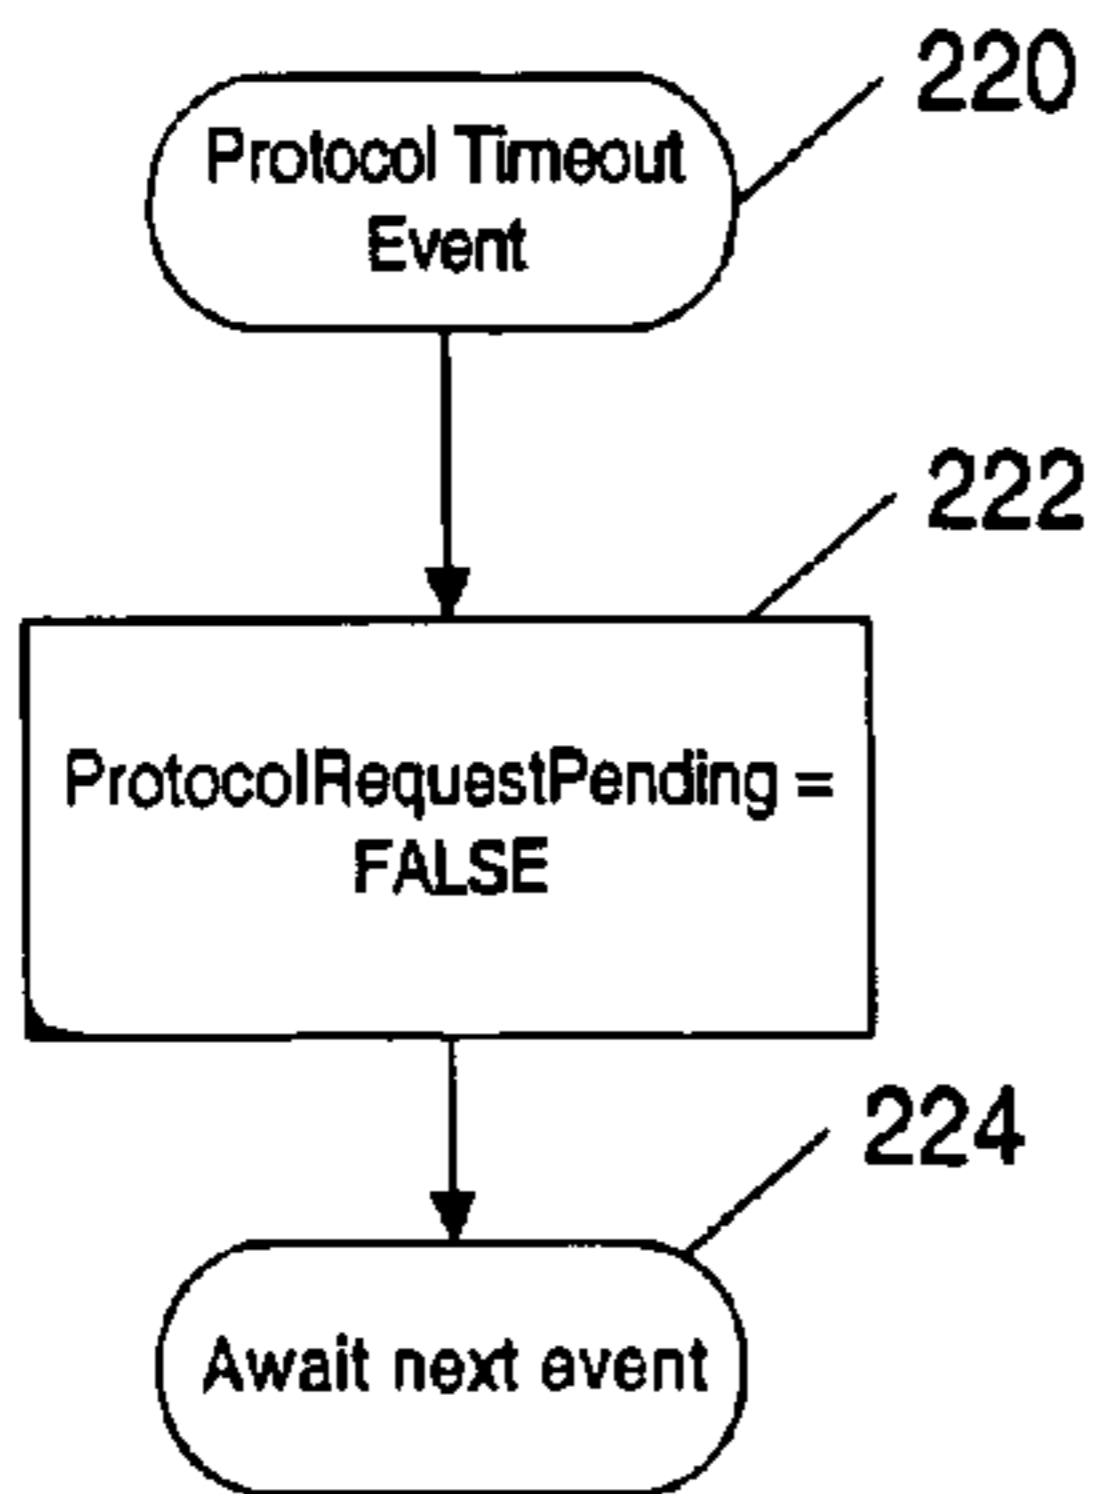 220
Protocol Timeout
Event
222
ProtocolRequestPending =
FALSE
224
Await next event